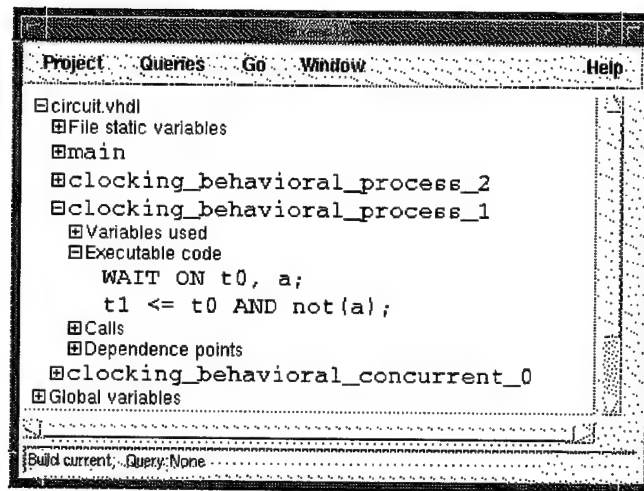 Project Queries Go Window Help
circuit.vhdl
File static variables
main
clocking_behavioral_process_2
clocking_behavioral_process_1
Variables used
Executable code
WAIT ON t0, a;
t1 <= t0 AND not(a);
Calls
Dependence points
clocking_behavioral_concurrent_0
Global variables
Build current; Query:None